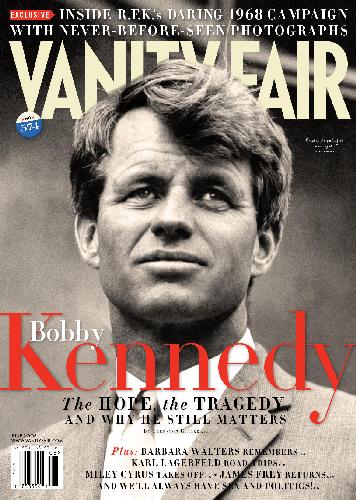 EXCLUSIVE INSIDE R.F.K.'s DARING 1968 CAMPAIGN
WITH NEVER-BEFORE-SEEN PHOTOGRAPHS
VANITY FAIR
574
Bobby
Kennedy
The HOPE, the TRAGEDY
AND WHY HE STILL MATTERS
Plus: BARBARA WALTERS REMEMBERS...
KARL LAGERFELD ROAD-TRIPS...
MILEY CYRUS TAKES OFF... JAMES FREY RETURNS...
AND WE'LL ALWAYS HAVE SEX AND POLITICS!...